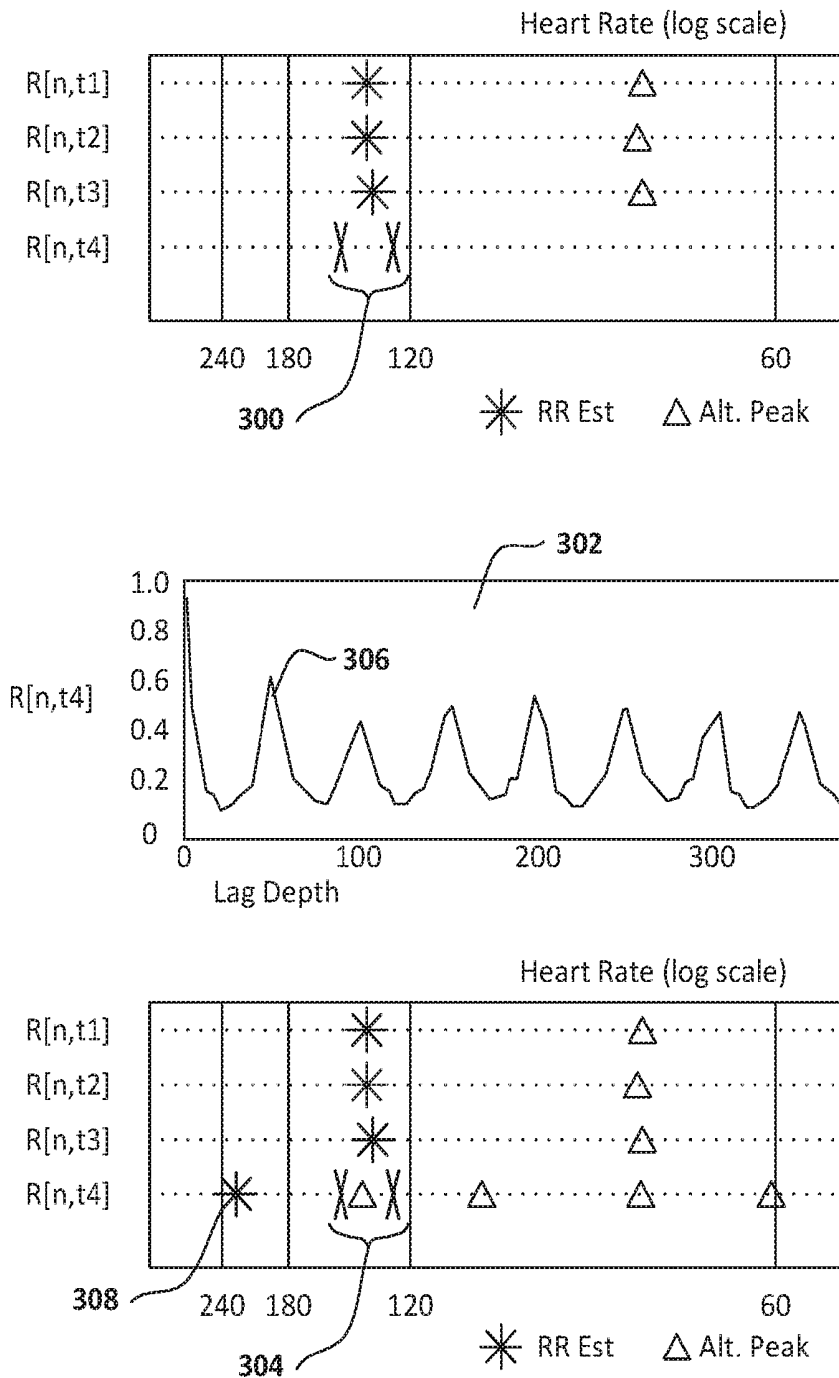 Heart Rate (log scale)
R[n,t1]
R[n,t2]
R[n,t3]
R[n,t4]
240 180 120 60
300
RR Est Alt. Peak
302
1.0
0.8
306
0.6
R[n,t4]
0.4
0.2
0
0 100 200 300
Lag Depth
Heart Rate (log scale)
R[n,t1]
R[n,t2]
R[n,t3]
R[n,t4]
308
240 180 120 60
304
RR Est Alt. Peak